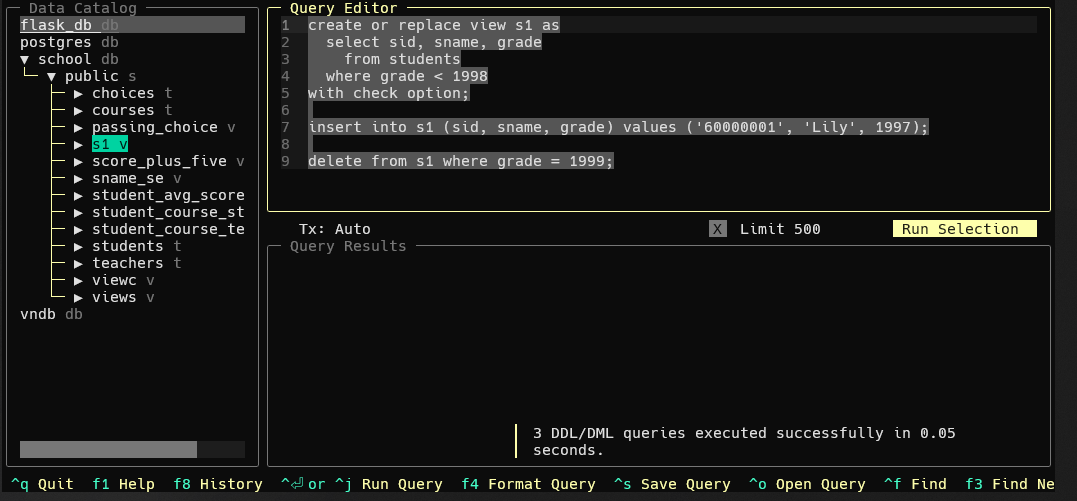 Data Catalog
flask_db db
postgres db
▼ school db
▼ public s
▶ choices t
▶ courses t
▶ passing_choice v
▶ s1 v
▶ score_plus_five v
▶ sname_se v
▶ student_avg_score
▶ student_course_st
▶ student_course_te
▶ students t
▶ teachers t
▶ viewc v
▶ views v
vndb db
Query Editor
1 create or replace view s1 as
2 select sid, sname, grade
3 from students
4 where grade < 1998
5 with check option;
6
7 insert into s1 (sid, sname, grade) values ('60000001', 'Lily', 1997);
8
9 delete from s1 where grade = 1999;
Tx: Auto X Limit 500 Run Selection
Query Results
3 DDL/DML queries executed successfully in 0.05
seconds.
^q Quit f1 Help f8 History ^⏎ or ^j Run Query f4 Format Query ^s Save Query ^o Open Query ^f Find f3 Find Ne